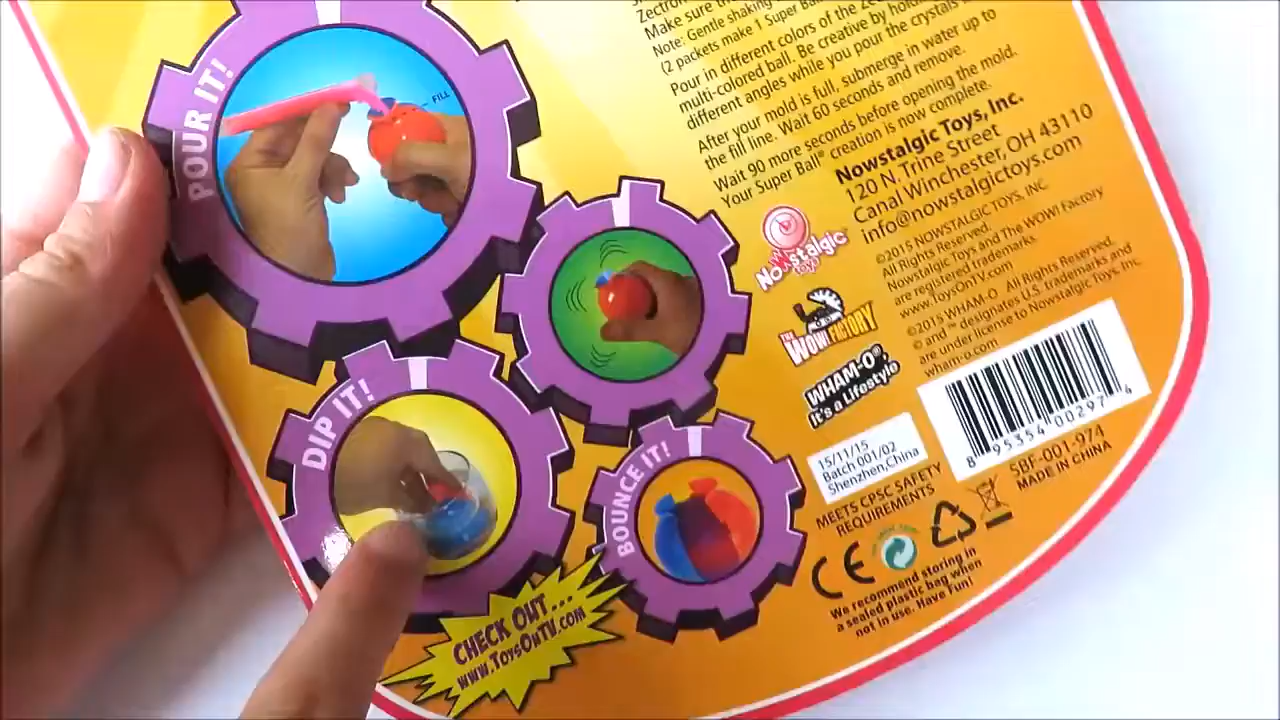 POUR IT!
FILL
DIP IT!
BOUNCE IT!
CHECK OUT...
www.ToysOnTV.com
Zectron
Make sure the
Note: Gentle shaking
(2 packets make 1 Super Ball
Pour in different colors of the
multi-colored ball. Be creative by
different angles while you pour the crystals
After your mold is full, submerge in water up to
the fill line. Wait 60 seconds and remove.
Wait 90 more seconds before opening the mold.
Your Super Ball® creation is now complete.
Nowstalgic Toys, Inc.
120 N. Trine Street
Canal Winchester, OH 43110
info@nowstalgictoys.com
©2015 NOWSTALGIC TOYS, INC.
All Rights Reserved.
Nowstalgic Toys and The WOW! Factory
are registered trademarks
www.ToysOnTV.com
©2015 WHAM-O All Rights Reserved.
® and ™ designates U.S. trademarks and
are under license to Nowstalgic Toys Inc.
wham-o.com
Nowstalgic
Toys
THE
WOW! FACTORY
WHAM-O®
It's a Lifestyle
15/11/15
Batch 001/02
Shenzhen,China
8 95354 00297 4
SBF-001-974
MADE IN CHINA
MEETS CPSC SAFETY
REQUIREMENTS
CE
We recommend storing in
a sealed plastic bag when
not in use. Have Fun!